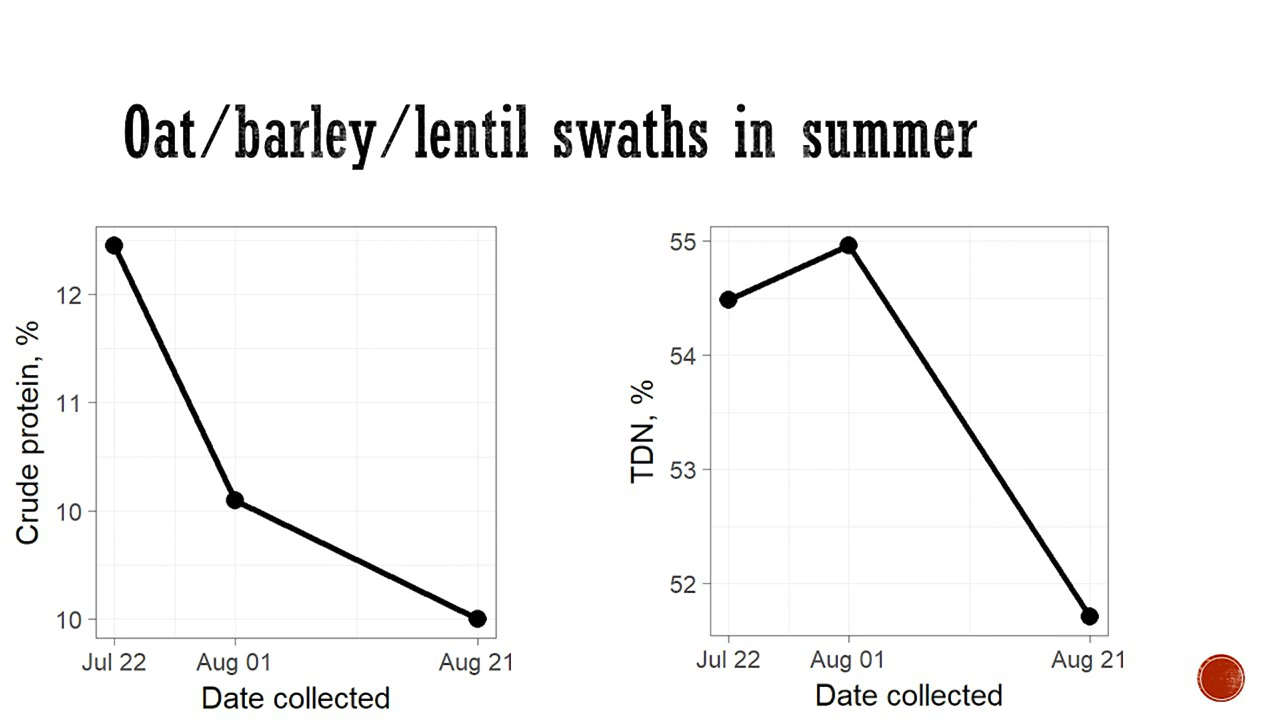 Oat/barley/lentil swaths in summer
Crude protein, %
12
11
10
10
Jul 22 Aug 01 Aug 21
Date collected
TDN, %
55
54
53
52
Jul 22 Aug 01 Aug 21
Date collected